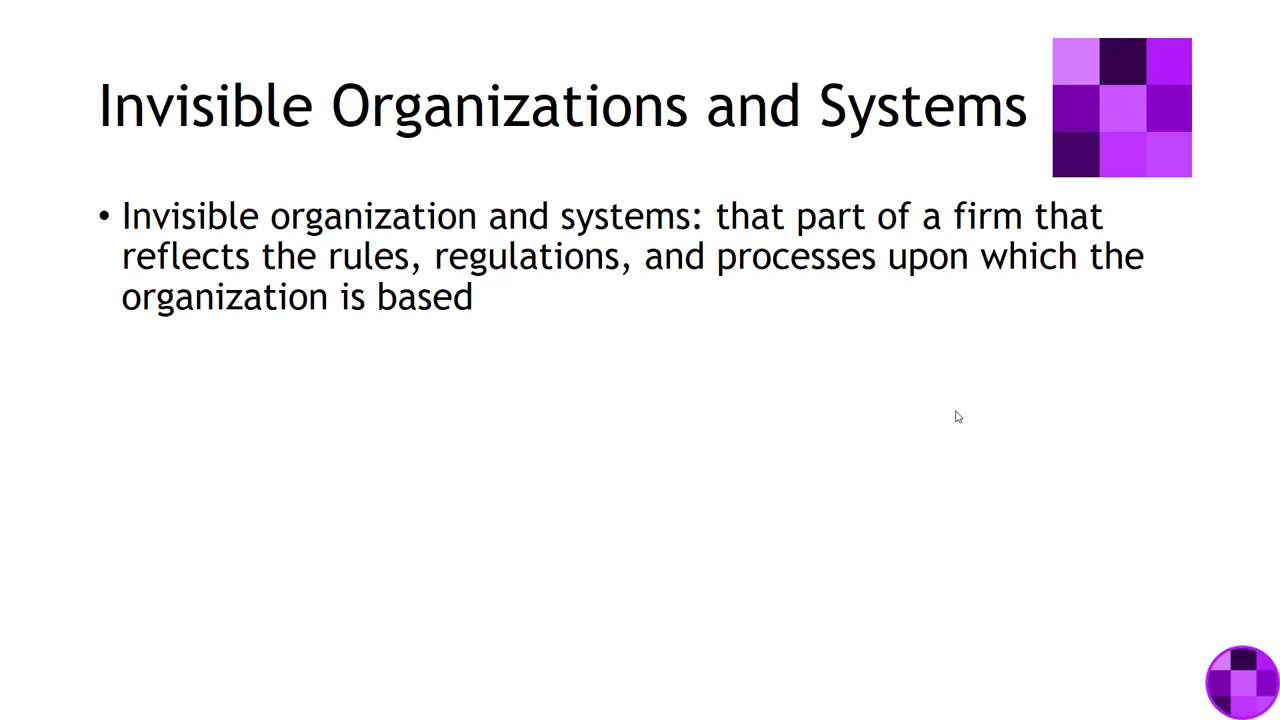 Invisible Organizations and Systems
• Invisible organization and systems: that part of a firm that
reflects the rules, regulations, and processes upon which the
organization is based